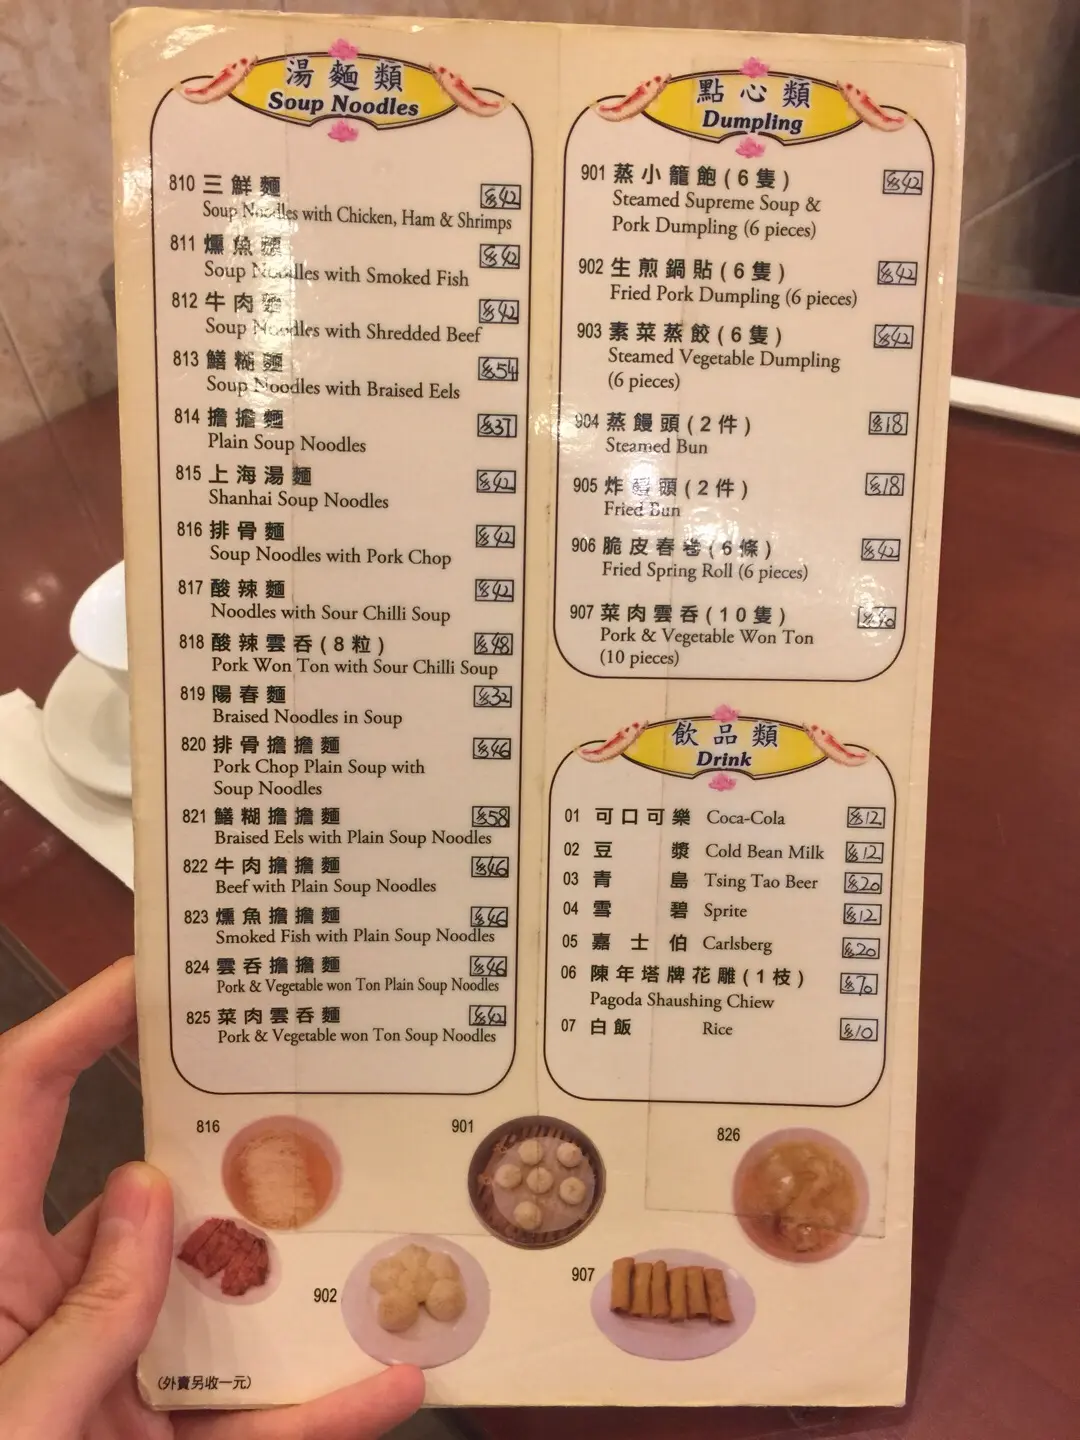 湯麵類
Soup Noodles
810 三鮮麵 $42
Soup Noodles with Chicken, Ham & Shrimps
811 燻魚麵 $42
Soup Noodles with Smoked Fish
812 牛肉麵 $42
Soup Noodles with Shredded Beef
813 鱔糊麵 $54
Soup Noodles with Braised Eels
814 擔擔麵 $37
Plain Soup Noodles
815 上海湯麵 $42
Shanhai Soup Noodles
816 排骨麵 $42
Soup Noodles with Pork Chop
817 酸辣麵 $42
Noodles with Sour Chilli Soup
818 酸辣雲吞(8粒) $48
Pork Won Ton with Sour Chilli Soup
819 陽春麵 $32
Braised Noodles in Soup
820 排骨擔擔麵 $46
Pork Chop Plain Soup with
Soup Noodles
821 鱔糊擔擔麵 $58
Braised Eels with Plain Soup Noodles
822 牛肉擔擔麵 $46
Beef with Plain Soup Noodles
823 燻魚擔擔麵 $46
Smoked Fish with Plain Soup Noodles
824 雲吞擔擔麵 $46
Pork & Vegetable won Ton Plain Soup Noodles
825 菜肉雲吞麵 $42
Pork & Vegetable won Ton Soup Noodles
點心類
Dumpling
901 蒸小籠飽(6隻) $42
Steamed Supreme Soup &
Pork Dumpling (6 pieces)
902 生煎鍋貼(6隻) $42
Fried Pork Dumpling (6 pieces)
903 素菜蒸餃(6隻) $42
Steamed Vegetable Dumpling
(6 pieces)
904 蒸饅頭(2件) $18
Steamed Bun
905 炸饅頭(2件) $18
Fried Bun
906 脆皮春卷(6條) $42
Fried Spring Roll (6 pieces)
907 菜肉雲吞(10隻) $40
Pork & Vegetable Won Ton
(10 pieces)
飲品類
Drink
01 可口可樂 Coca-Cola $12
02 豆漿 Cold Bean Milk $12
03 青島 Tsing Tao Beer $20
04 雪碧 Sprite $12
05 嘉士伯 Carlsberg $20
06 陳年塔牌花雕(1枝) $70
Pagoda Shaushing Chiew
07 白飯 Rice $10
816
901
826
902
907
(外賣另收一元)